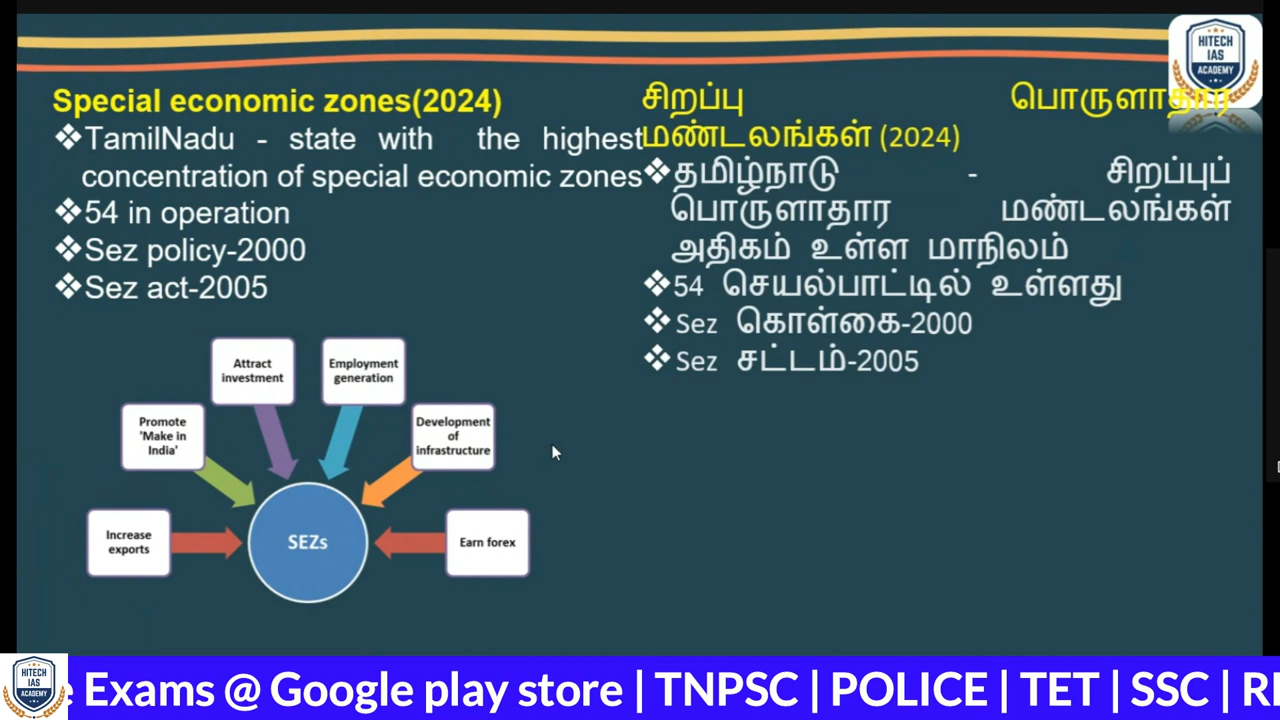 HITECH
IAS
ACADEMY
Special economic zones(2024)
❖TamilNadu - state with the highest
concentration of special economic zones
❖54 in operation
❖Sez policy-2000
❖Sez act-2005
சிறப்பு பொருளாதார
மண்டலங்கள் (2024)
❖தமிழ்நாடு - சிறப்புப்
பொருளாதார மண்டலங்கள்
அதிகம் உள்ள மாநிலம்
❖54 செயல்பாட்டில் உள்ளது
❖Sez கொள்கை-2000
❖Sez சட்டம்-2005
Attract
investment
Employment
generation
Promote
'Make in
India'
Development
of
infrastructure
Increase
exports
SEZs
Earn forex
HITECH
IAS
ACADEMY
Exams @ Google play store | TNPSC | POLICE | TET | SSC |